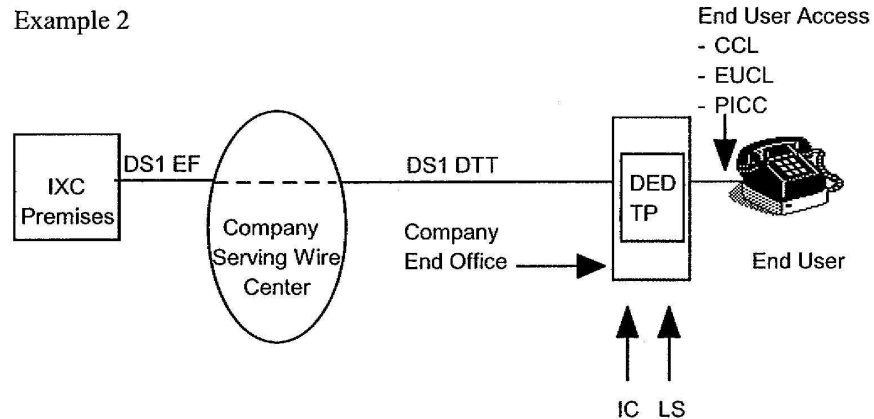 Example 2
End User Access
- CCL
- EUCL
- PICC
IXC
Premises
DS1 EF
Company
Serving Wire
Center
DS1 DTT
Company
End Office
DED
TP
End User
IC
LS